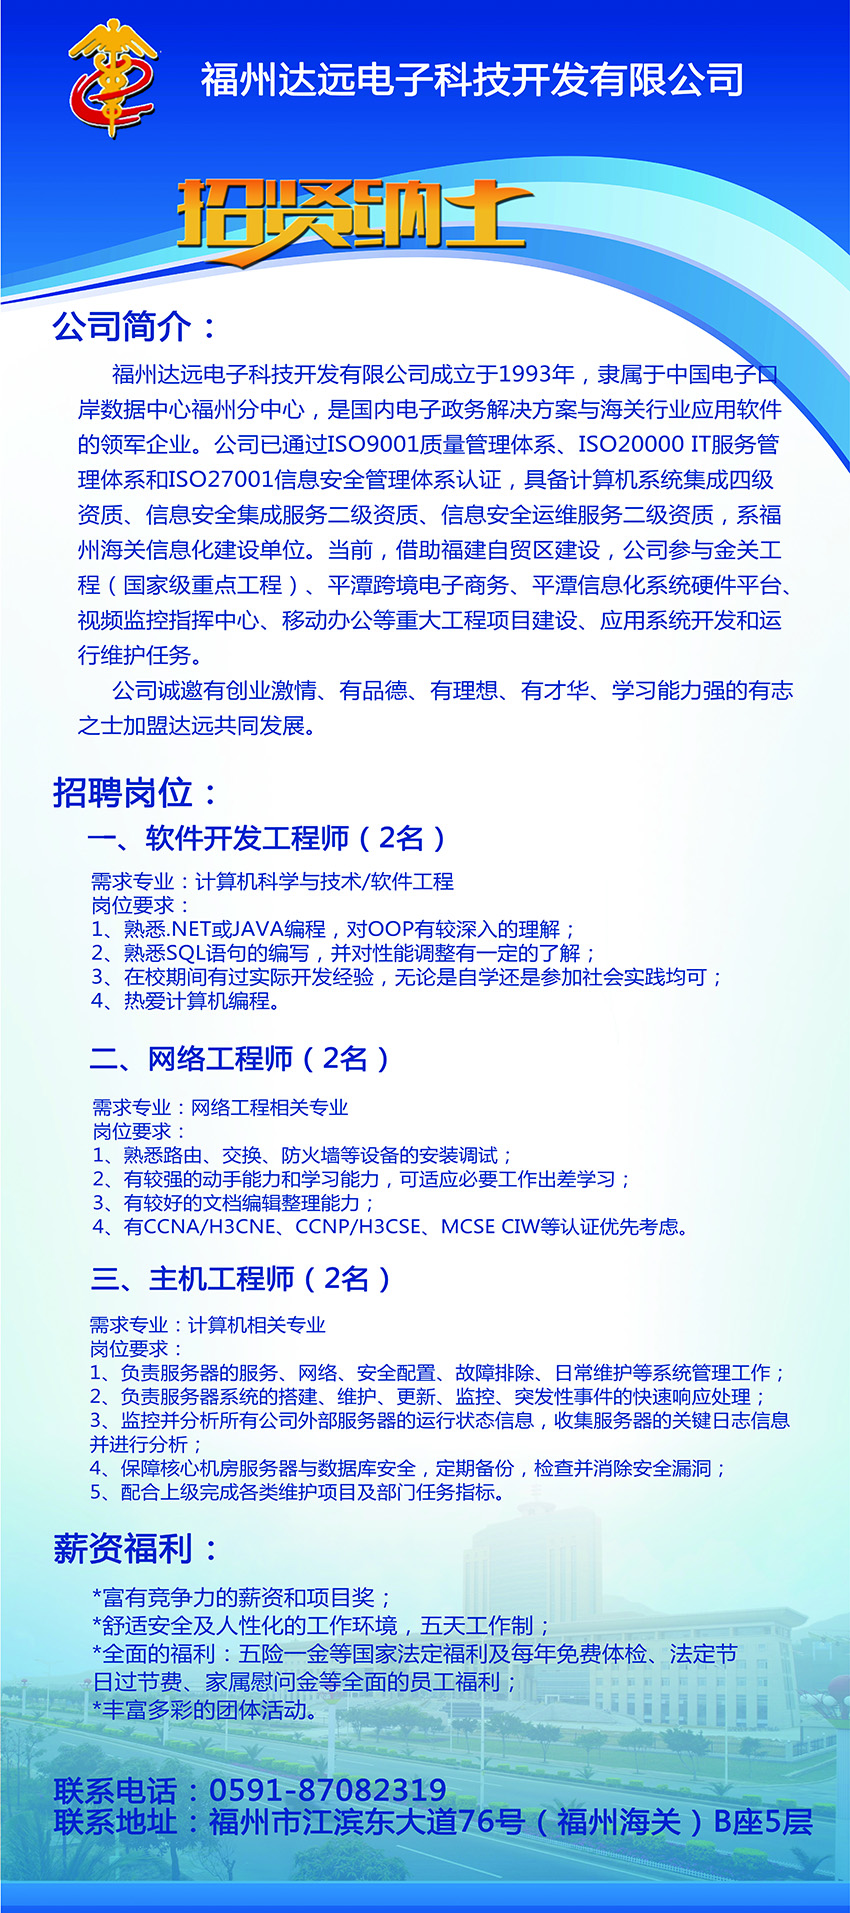 福州达远电子科技开发有限公司
招贤纳士
公司简介：
福州达远电子科技开发有限公司成立于1993年，隶属于中国电子口
岸数据中心福州分中心，是国内电子政务解决方案与海关行业应用软件
的领军企业。公司已通过ISO9001质量管理体系、ISO20000 IT服务管
理体系和ISO27001信息安全管理体系认证，具备计算机系统集成四级
资质、信息安全集成服务二级资质、信息安全运维服务二级资质，系福
州海关信息化建设单位。当前，借助福建自贸区建设，公司参与金关工
程（国家级重点工程）、平潭跨境电子商务、平潭信息化系统硬件平台、
视频监控指挥中心、移动办公等重大工程项目建设、应用系统开发和运
行维护任务。
公司诚邀有创业激情、有品德、有理想、有才华、学习能力强的有志
之士加盟达远共同发展。
招聘岗位：
一、软件开发工程师（2名）
需求专业：计算机科学与技术/软件工程
岗位要求：
1、熟悉.NET或JAVA编程，对OOP有较深入的理解；
2、熟悉SQL语句的编写，并对性能调整有一定的了解；
3、在校期间有过实际开发经验，无论是自学还是参加社会实践均可；
4、热爱计算机编程。
二、网络工程师（2名）
需求专业：网络工程相关专业
岗位要求：
1、熟悉路由、交换、防火墙等设备的安装调试；
2、有较强的动手能力和学习能力，可适应必要工作出差学习；
3、有较好的文档编辑整理能力；
4、有CCNA/H3CNE、CCNP/H3CSE、MCSE CIW等认证优先考虑。
三、主机工程师（2名）
需求专业：计算机相关专业
岗位要求：
1、负责服务器的服务、网络、安全配置、故障排除、日常维护等系统管理工作；
2、负责服务器系统的搭建、维护、更新、监控、突发性事件的快速响应处理；
3、监控并分析所有公司外部服务器的运行状态信息，收集服务器的关键日志信息
并进行分析；
4、保障核心机房服务器与数据库安全，定期备份，检查并消除安全漏洞；
5、配合上级完成各类维护项目及部门任务指标。
薪资福利：
*富有竞争力的薪资和项目奖；
*舒适安全及人性化的工作环境，五天工作制；
*全面的福利：五险一金等国家法定福利及每年免费体检、法定节
日过节费、家属慰问金等全面的员工福利；
*丰富多彩的团体活动。
联系电话：0591-87082319
联系地址：福州市江滨东大道76号（福州海关）B座5层